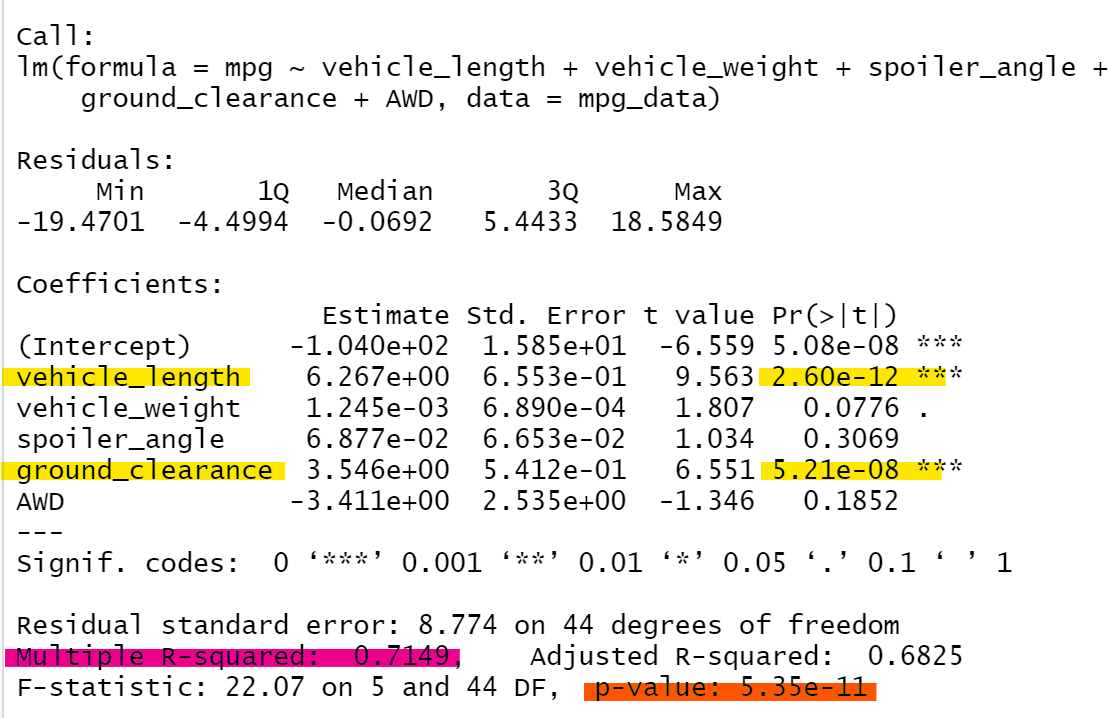 Call:
lm(formula = mpg ~ vehicle_length + vehicle_weight + spoiler_angle +
    ground_clearance + AWD, data = mpg_data)

Residuals:
     Min       1Q   Median       3Q      Max
-19.4701  -4.4994  -0.0692   5.4433  18.5849

Coefficients:
                   Estimate Std. Error t value Pr(>|t|)
(Intercept)      -1.040e+02  1.585e+01  -6.559 5.08e-08 ***
vehicle_length    6.267e+00  6.553e-01   9.563 2.60e-12 ***
vehicle_weight    1.245e-03  6.890e-04   1.807   0.0776 .
spoiler_angle     6.877e-02  6.653e-02   1.034   0.3069
ground_clearance  3.546e+00  5.412e-01   6.551 5.21e-08 ***
AWD              -3.411e+00  2.535e+00  -1.346   0.1852
---
Signif. codes:  0 ‘***’ 0.001 ‘**’ 0.01 ‘*’ 0.05 ‘.’ 0.1 ‘ ’ 1

Residual standard error: 8.774 on 44 degrees of freedom
Multiple R-squared:  0.7149,    Adjusted R-squared:  0.6825
F-statistic: 22.07 on 5 and 44 DF,  p-value: 5.35e-11